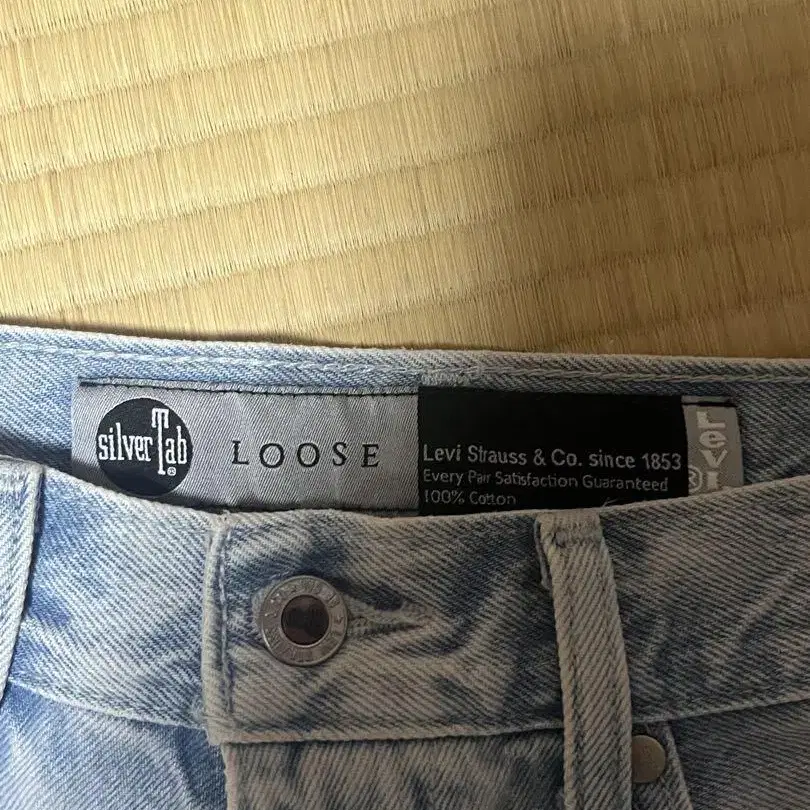 silverTab®
LOOSE
Levi Strauss & Co. since 1853
Every Pair Satisfaction Guaranteed
100% Cotton
Levi
®